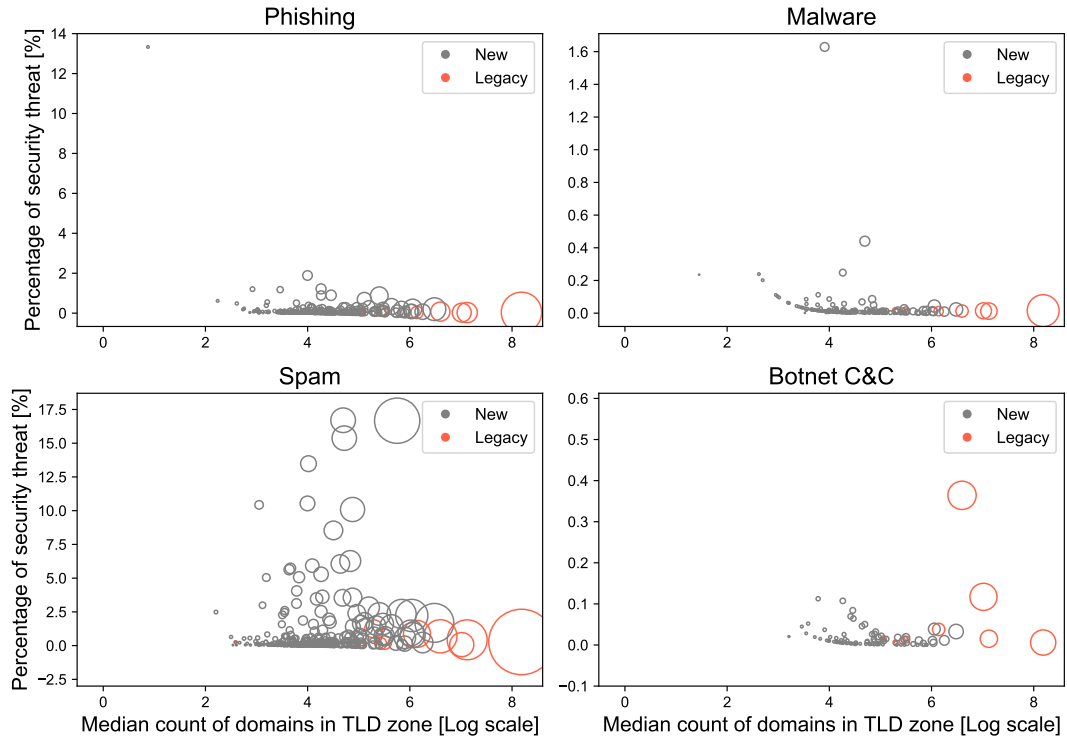 Phishing
Percentage of security threat [%]
14
12
10
8
6
4
2
0
0 2 4 6 8
New
Legacy
Malware
1.6
1.4
1.2
1.0
0.8
0.6
0.4
0.2
0.0
0 2 4 6 8
New
Legacy
Spam
Percentage of security threat [%]
17.5
15.0
12.5
10.0
7.5
5.0
2.5
0.0
−2.5
0 2 4 6 8
Median count of domains in TLD zone [Log scale]
New
Legacy
Botnet C&C
0.6
0.5
0.4
0.3
0.2
0.1
0.0
−0.1
0 2 4 6 8
Median count of domains in TLD zone [Log scale]
New
Legacy